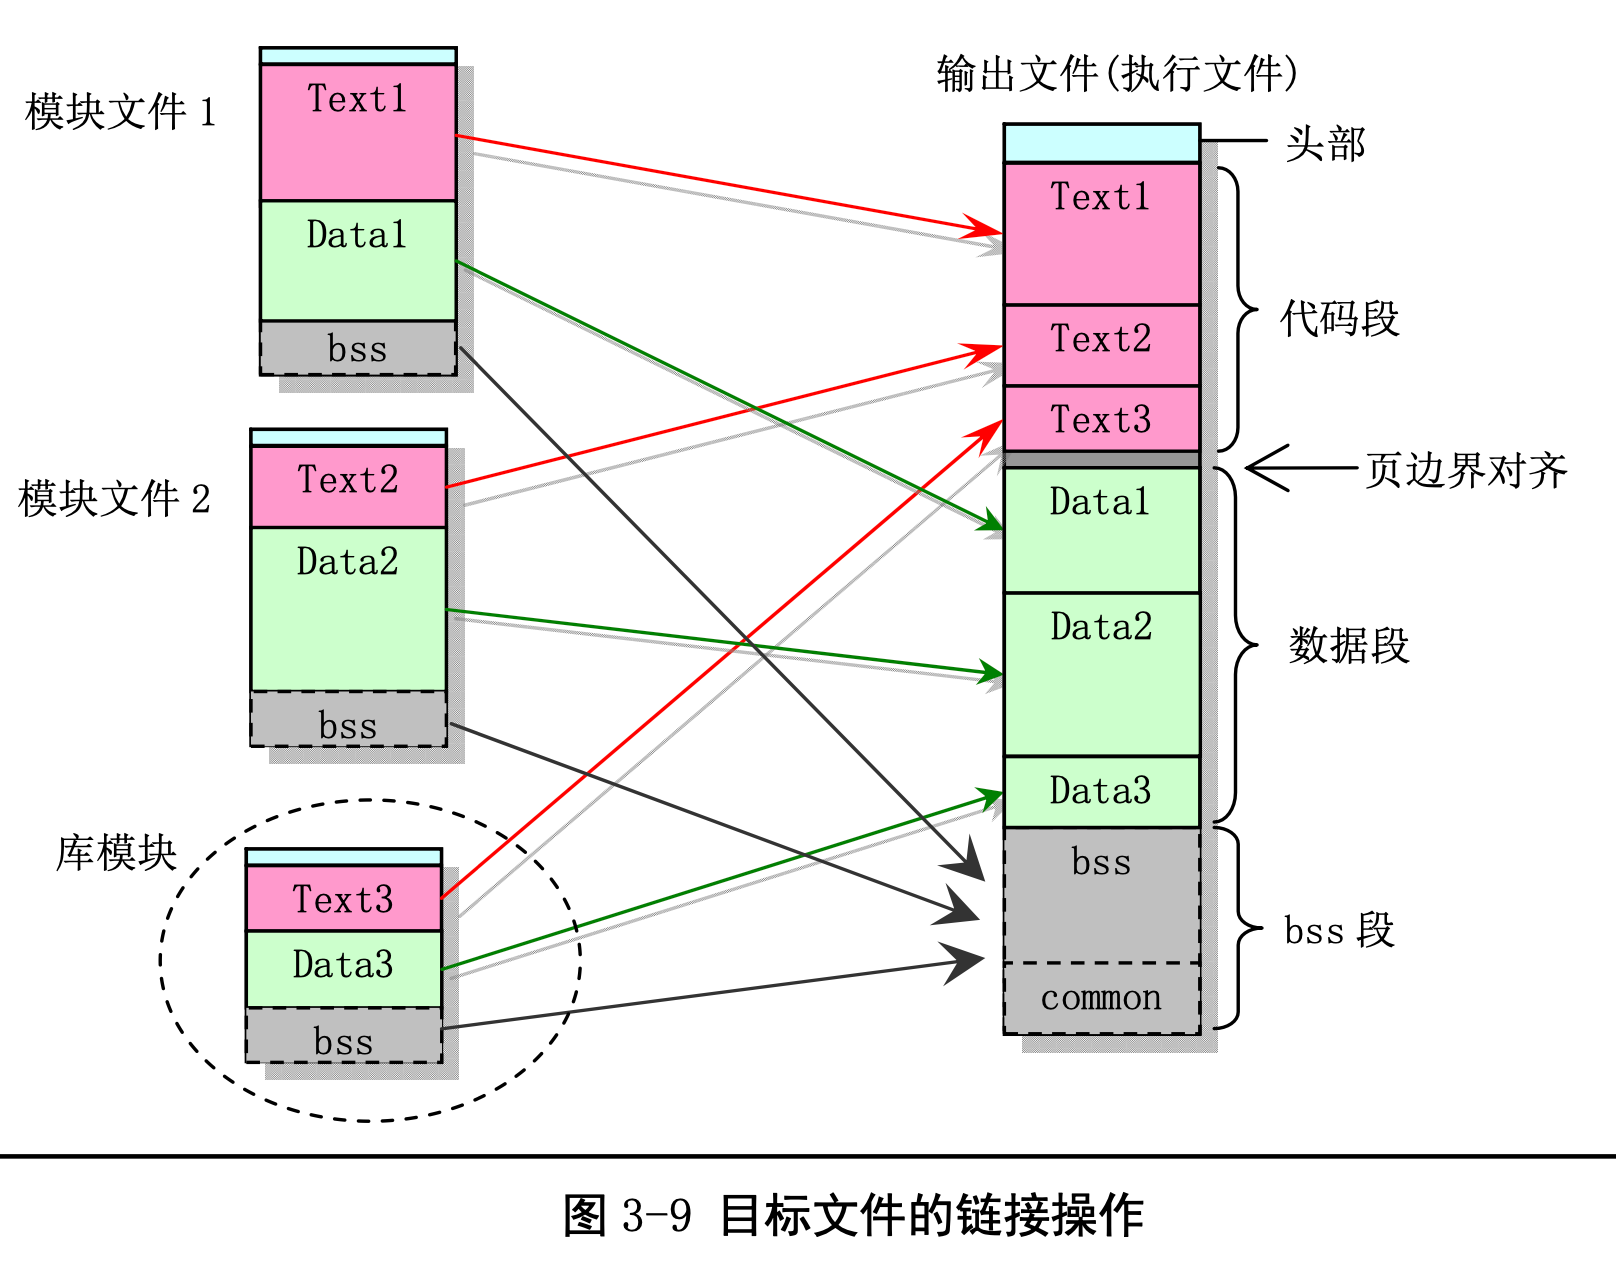 模块文件 1
Text1
Data1
bss
模块文件 2
Text2
Data2
bss
库模块
Text3
Data3
bss
输出文件(执行文件)
头部
Text1
Text2
Text3
代码段
页边界对齐
Data1
Data2
Data3
数据段
bss
common
bss 段
图 3-9 目标文件的链接操作